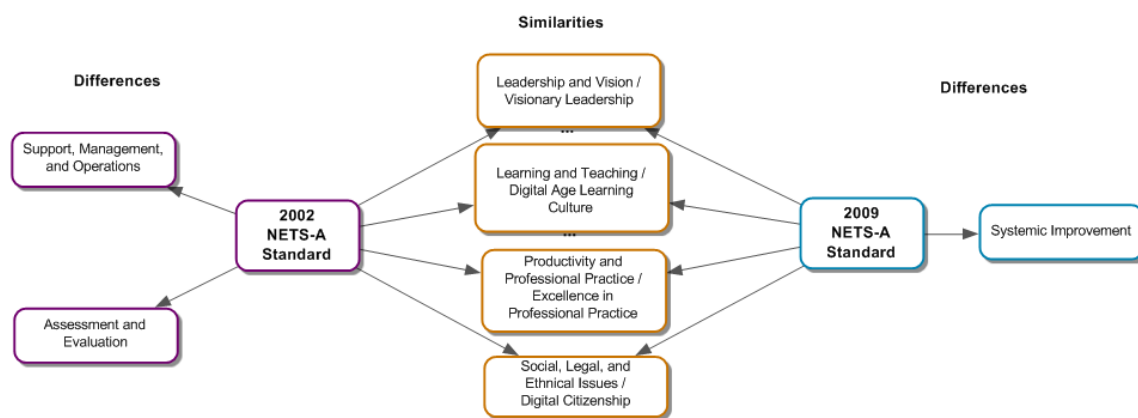 Similarities
Differences
Differences
Leadership and Vision /
Visionary Leadership
...
Support, Management,
and Operations
Learning and Teaching /
Digital Age Learning
Culture
...
2002
NETS-A
Standard
2009
NETS-A
Standard
Systemic Improvement
Productivity and
Professional Practice /
Excellence in
Professional Practice
Assessment and
Evaluation
Social, Legal, and
Ethnical Issues /
Digital Citizenship